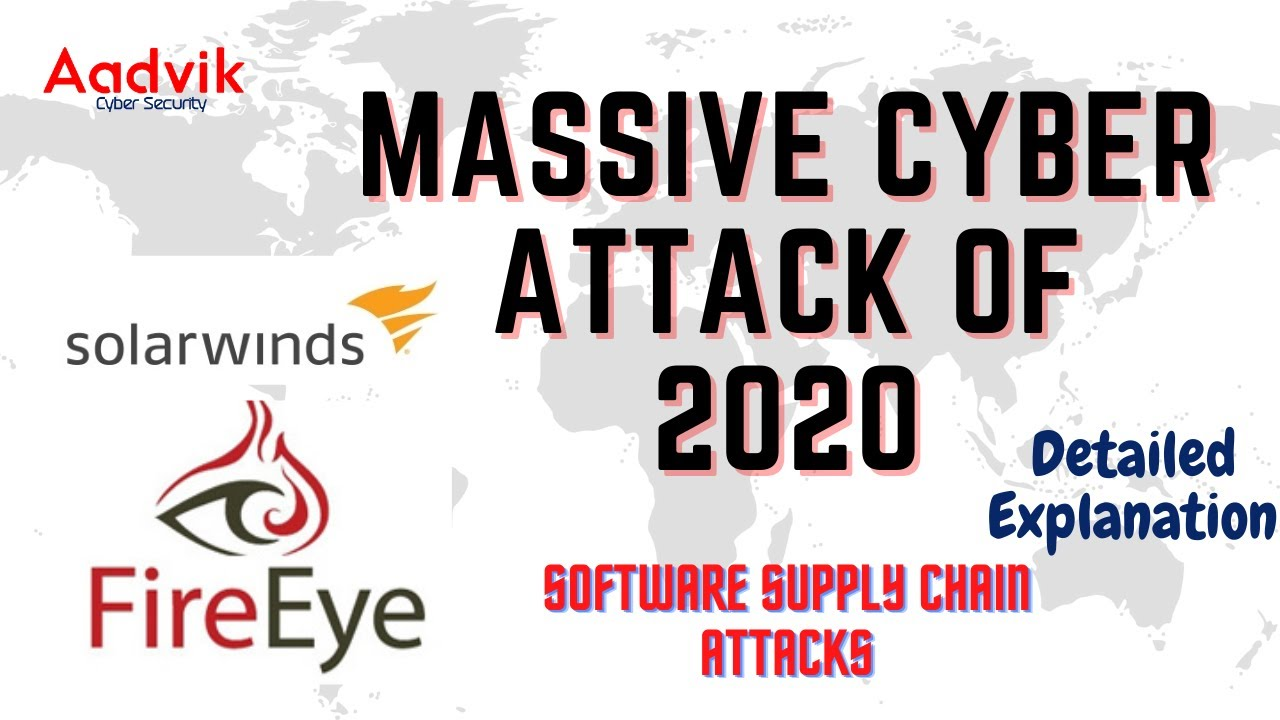 Aadvik
Cyber Security
MASSIVE CYBER
ATTACK OF
2020
solarwinds
FireEye
Detailed
Explanation
SOFTWARE SUPPLY CHAIN
ATTACKS